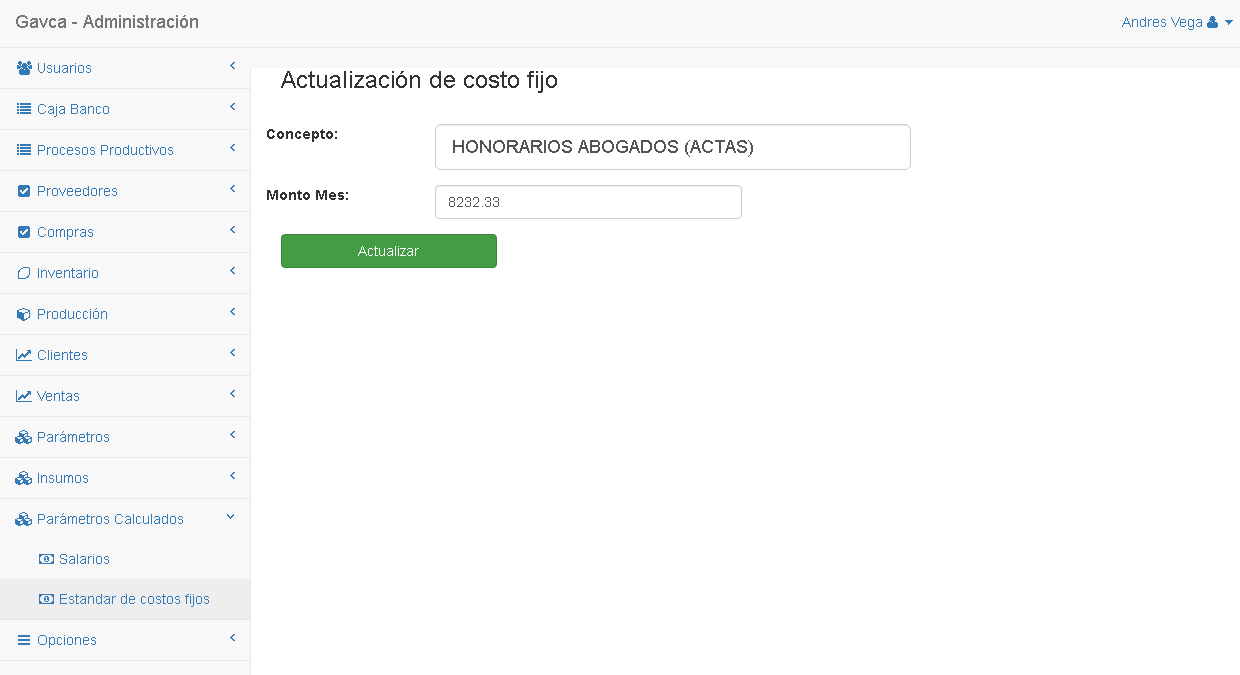 Gavca - Administración
Andres Vega
Usuarios
Caja Banco
Procesos Productivos
Proveedores
Compras
Inventario
Producción
Clientes
Ventas
Parámetros
Insumos
Parámetros Calculados
Salarios
Estandar de costos fijos
Opciones
Actualización de costo fijo
Concepto:
HONORARIOS ABOGADOS (ACTAS)
Monto Mes:
8232.33
Actualizar